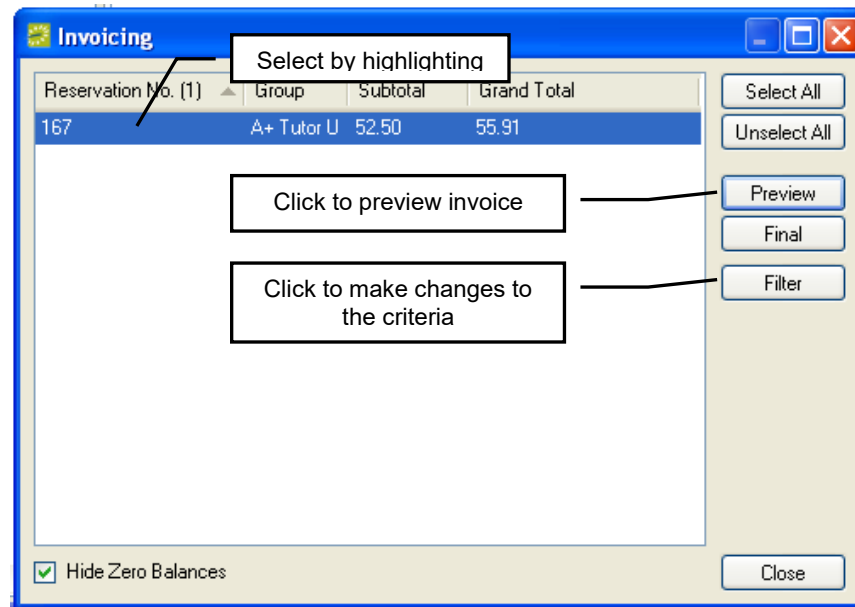 Invoicing
Select by highlighting
Reservation No. (1) Group Subtotal Grand Total
167 A+ Tutor U 52.50 55.91
Select All
Unselect All
Click to preview invoice
Preview
Final
Click to make changes to
the criteria
Filter
Hide Zero Balances
Close